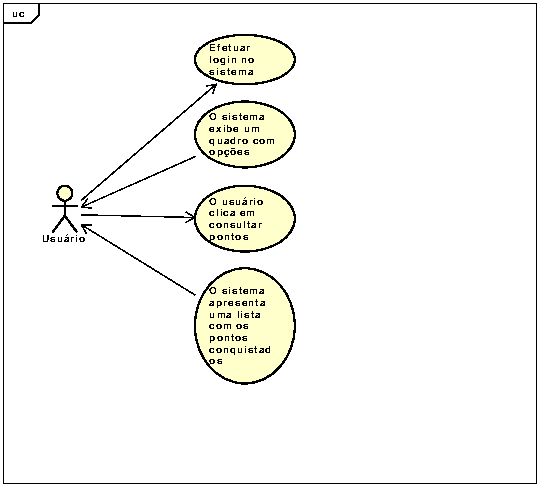 uc
Efetuar
login no
sistema
O sistema
exibe um
quadro com
opções
O usuário
clica em
consultar
pontos
Usuário
O sistema
apresenta
uma lista
com os
pontos
conquistad
os